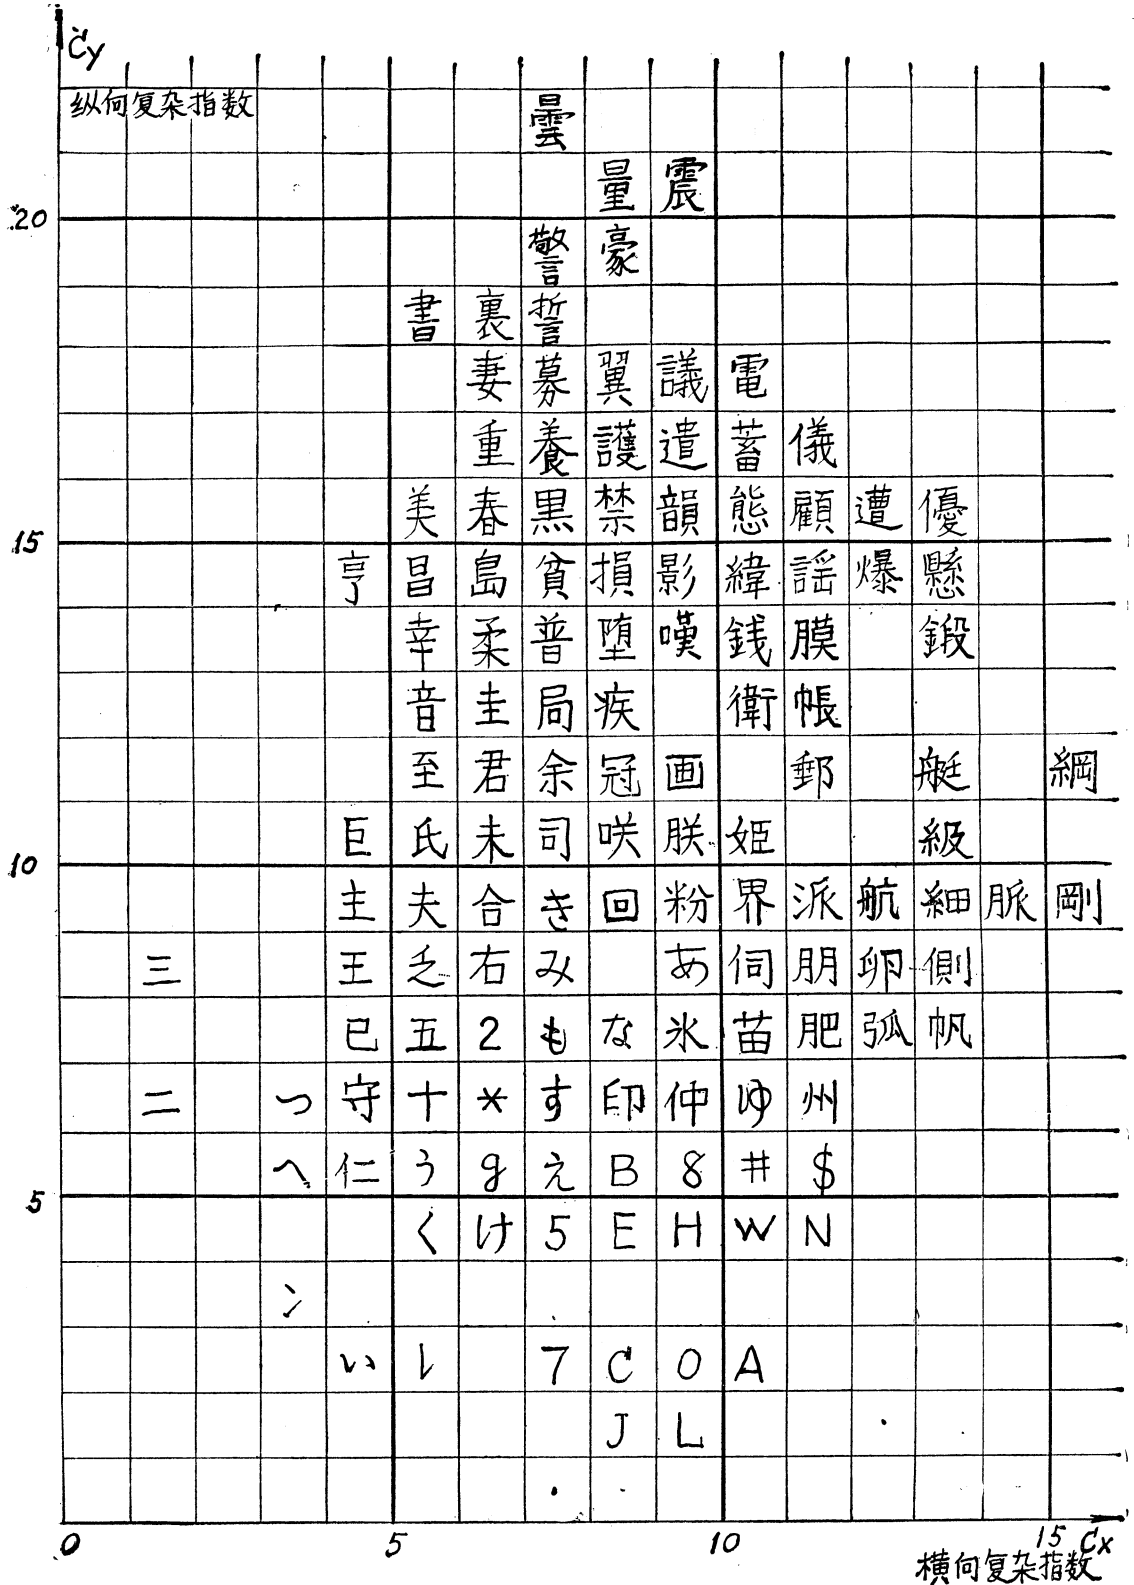 Cy
纵向复杂指数
曇
量 震
20
警 豪
書 裏 誓
妻 募 翼 議 電
重 養 護 遣 蓄 儀
美 春 黒 禁 韻 態 顧 遭 優
15
亨 昌 島 貧 損 影 緯 謡 爆 懸
幸 柔 普 堕 嘆 銭 膜 鍛
音 圭 局 疾 衛 帳
至 君 余 冠 画 郵 艇 綱
巨 氏 未 司 咲 朕 姫 級
10
主 夫 合 き 回 粉 界 派 航 細 脈 剛
三 王 乏 右 み あ 伺 朋 卵 側
已 五 2 も な 氷 苗 肥 弧 帆
二 つ 守 十 * す 印 仲 ゆ 州
へ 仁 う g え B 8 # $
5
く け 5 E H W N
ン
い し 7 C O A
J L
0 5 10 15 Cx
横向复杂指数